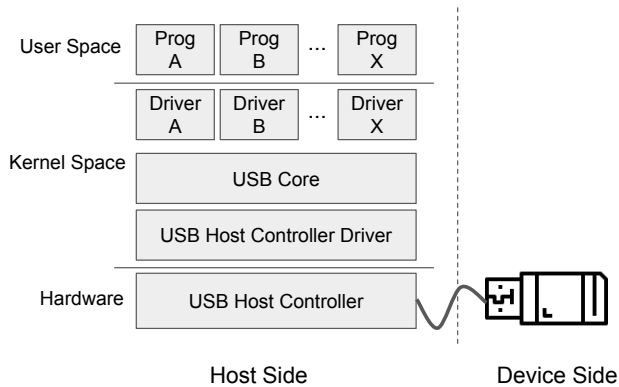 User Space
Prog
A
Prog
B
...
Prog
X
Driver
A
Driver
B
...
Driver
X
Kernel Space
USB Core
USB Host Controller Driver
Hardware
USB Host Controller
Host Side
Device Side